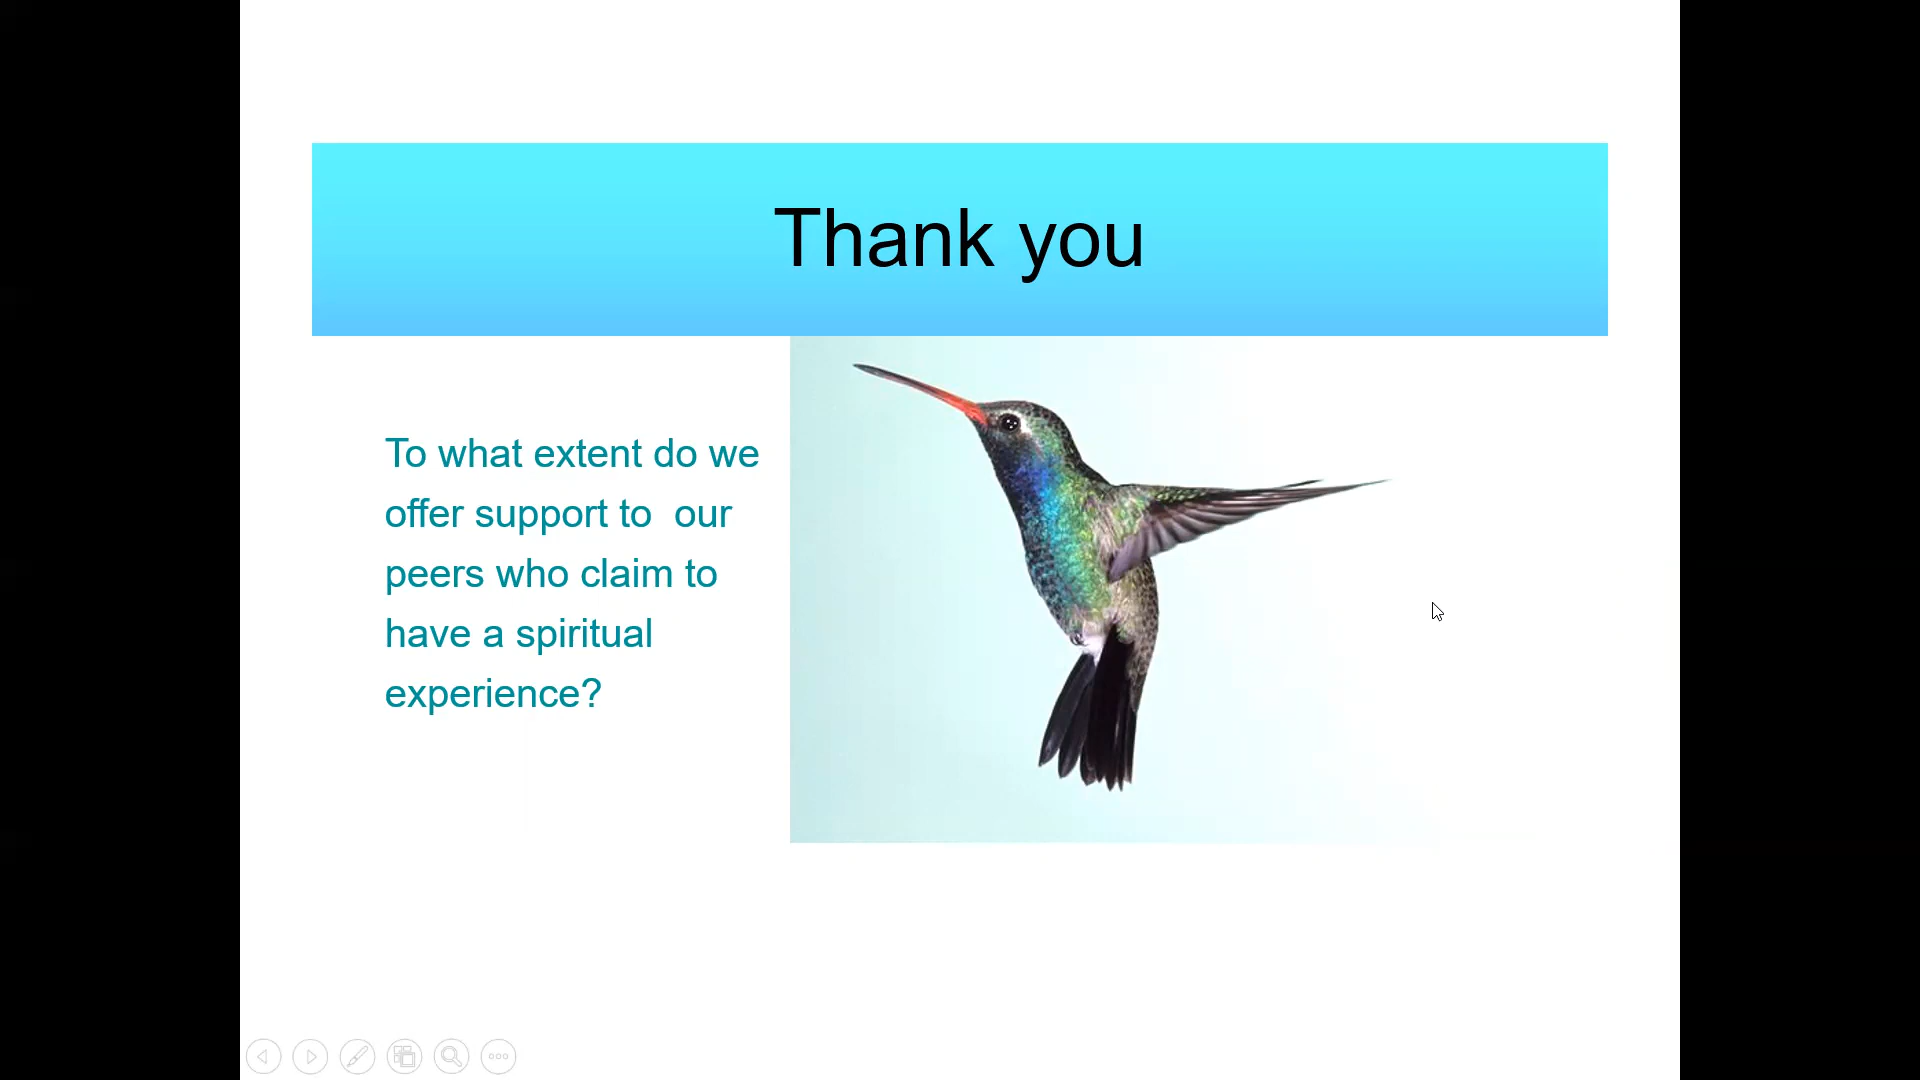 Thank you
To what extent do we
offer support to  our
peers who claim to
have a spiritual
experience?